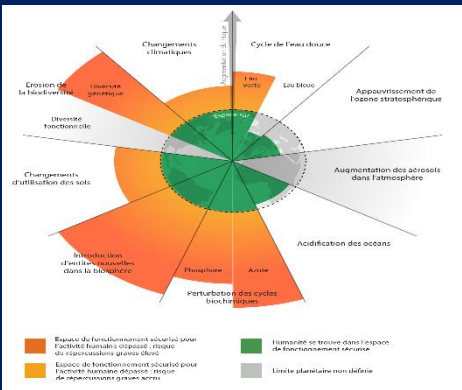 Changements
climatiques
Augmentation du risque
Cycle de l'eau douce
Eau
verte
Eau bleue
Erosion de
la biodiversité
Diversité
génétique
Appauvrissement de
l'ozone stratosphérique
Diversité
fonctionnelle
Changements
d'utilisation des sols
Augmentation des aérosols
dans l'atmosphère
Introduction
d'entités nouvelles
dans la biosphère
Acidification des océans
Phosphore
Azote
Perturbation des cycles
biochimiques
Espace de fonctionnement sécurisé pour
l'activité humaine dépassé : risque
de répercussions graves élevé
Espace de fonctionnement sécurisé pour
l'activité humaine dépassé : risque
de répercussions graves accru
Humanité se trouve dans l'espace
de fonctionnement sécurisé
Limite planétaire non définie